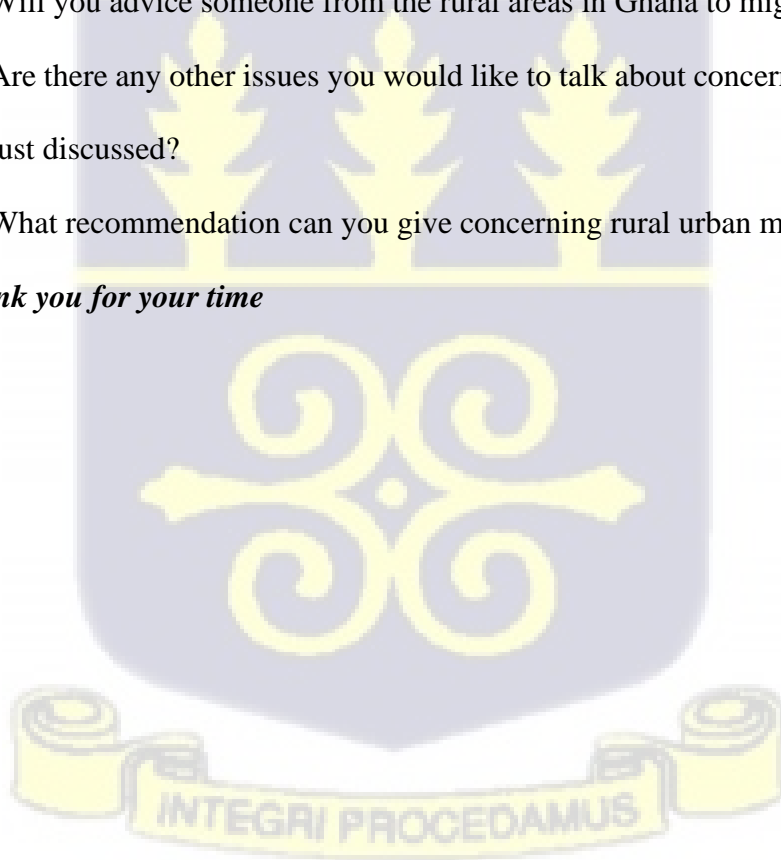 Will you advice someone from the rural areas in Ghana to mig
Are there any other issues you would like to talk about concer
ust discussed?
What recommendation can you give concerning rural urban m
nk you for your time
INTEGRI PROCEDAMUS